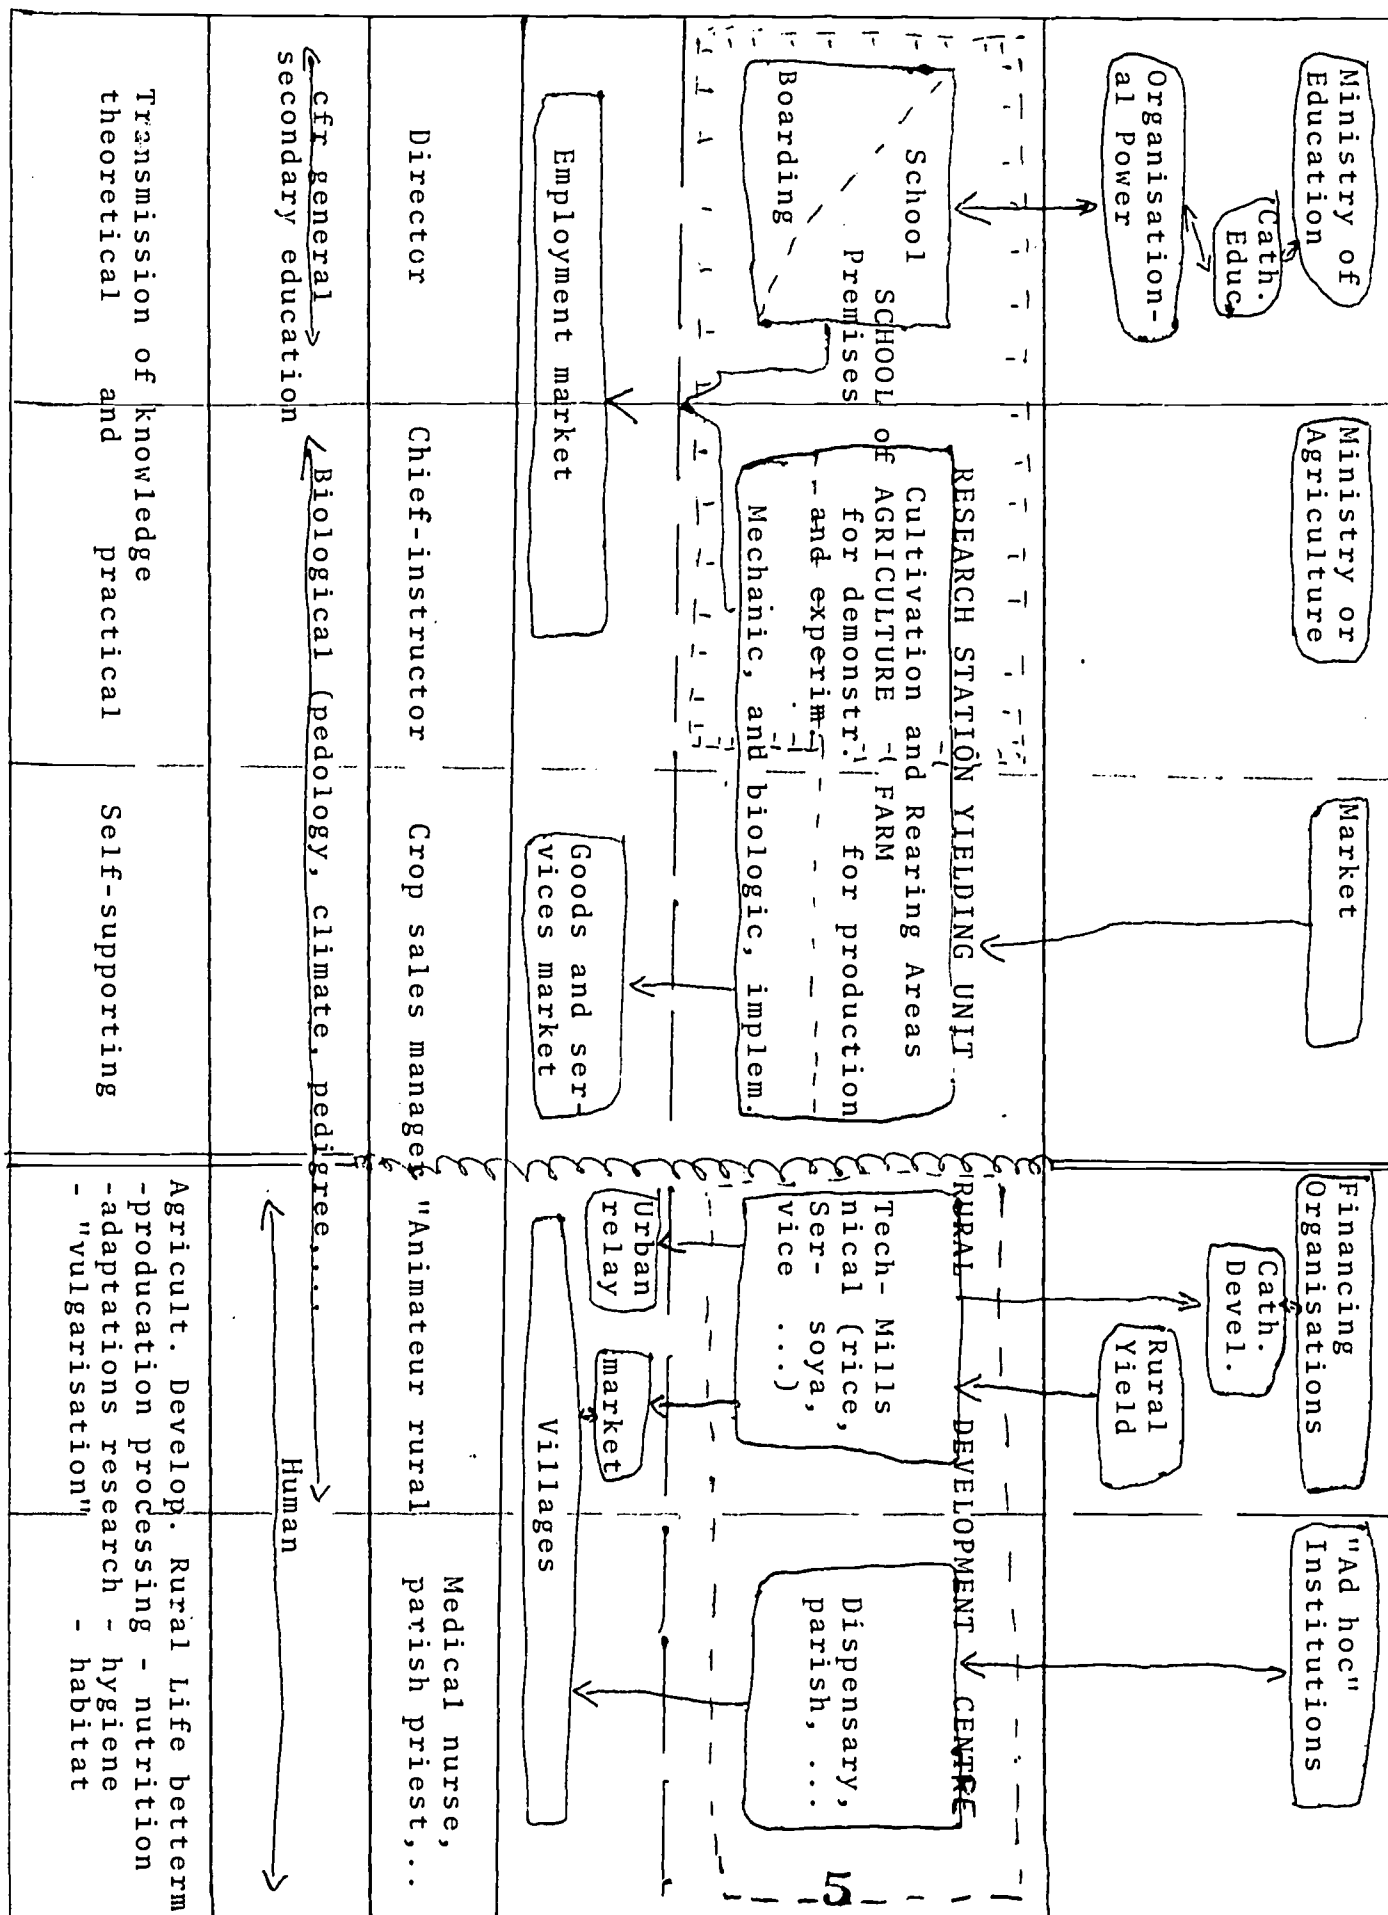 Ministry of
Education
Cath.
Educ
Organisation-
al Power
Ministry or
Agriculture
Market
Financing
Organisations
Cath.
Devel.
Rural
Yield
"Ad hoc"
Institutions
School
Boarding
Premises
SCHOOL of AGRICULTURE
FARM
RESEARCH STATION YIELDING UNIT
Cultivation and Rearing Areas
for demonstr. for production
and experim.
Mechanic, and biologic, implem.
RURAL DEVELOPMENT CENTRE
Tech- Mills
nical (rice,
Ser- soya,
vice ...)
Dispensary,
parish, ...
Employment market
Goods and ser-
vices market
Urban
relay
market
Villages
Director
Chief-instructor
Crop sales manager
"Animateur rural
Medical nurse,
parish priest,..
cfr general
secondary education
Biological (pedology, climate, pedigree,...
Human
Transmission of knowledge
theoretical and practical
Self-supporting
Agricult. Develop. Rural Life betterm
-producation processing - nutrition
-adaptations research - hygiene
- "vulgarisation" - habitat
5